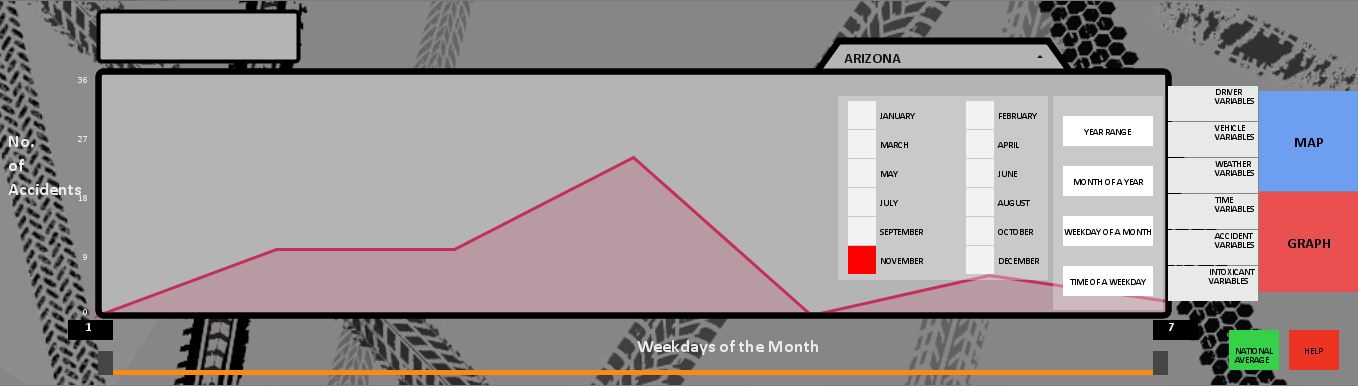 ARIZONA
36
27
18
9
0
No.
of
Accidents
JANUARY
FEBRUARY
MARCH
APRIL
MAY
JUNE
JULY
AUGUST
SEPTEMBER
OCTOBER
NOVEMBER
DECEMBER
YEAR RANGE
MONTH OF A YEAR
WEEKDAY OF A MONTH
TIME OF A WEEKDAY
DRIVER
VARIABLES
VEHICLE
VARIABLES
WEATHER
VARIABLES
TIME
VARIABLES
ACCIDENT
VARIABLES
INTOXICANT
VARIABLES
MAP
GRAPH
1
7
Weekdays of the Month
NATIONAL
AVERAGE
HELP